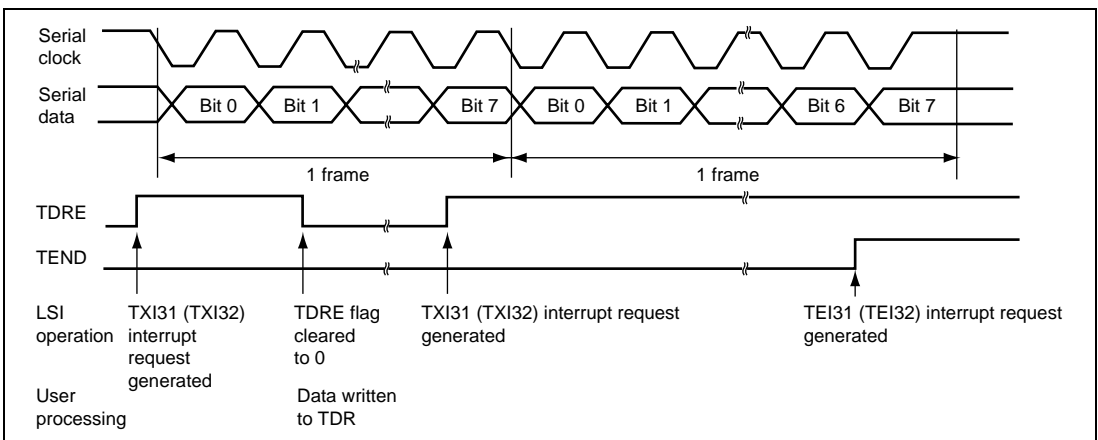 Serial
clock
Serial
data
Bit 0 Bit 1 Bit 7 Bit 0 Bit 1 Bit 6 Bit 7
1 frame 1 frame
TDRE
TEND
LSI
operation
TXI31 (TXI32)
interrupt
request
generated
TDRE flag
cleared
to 0
TXI31 (TXI32) interrupt request
generated
TEI31 (TEI32) interrupt request
generated
User
processing
Data written
to TDR